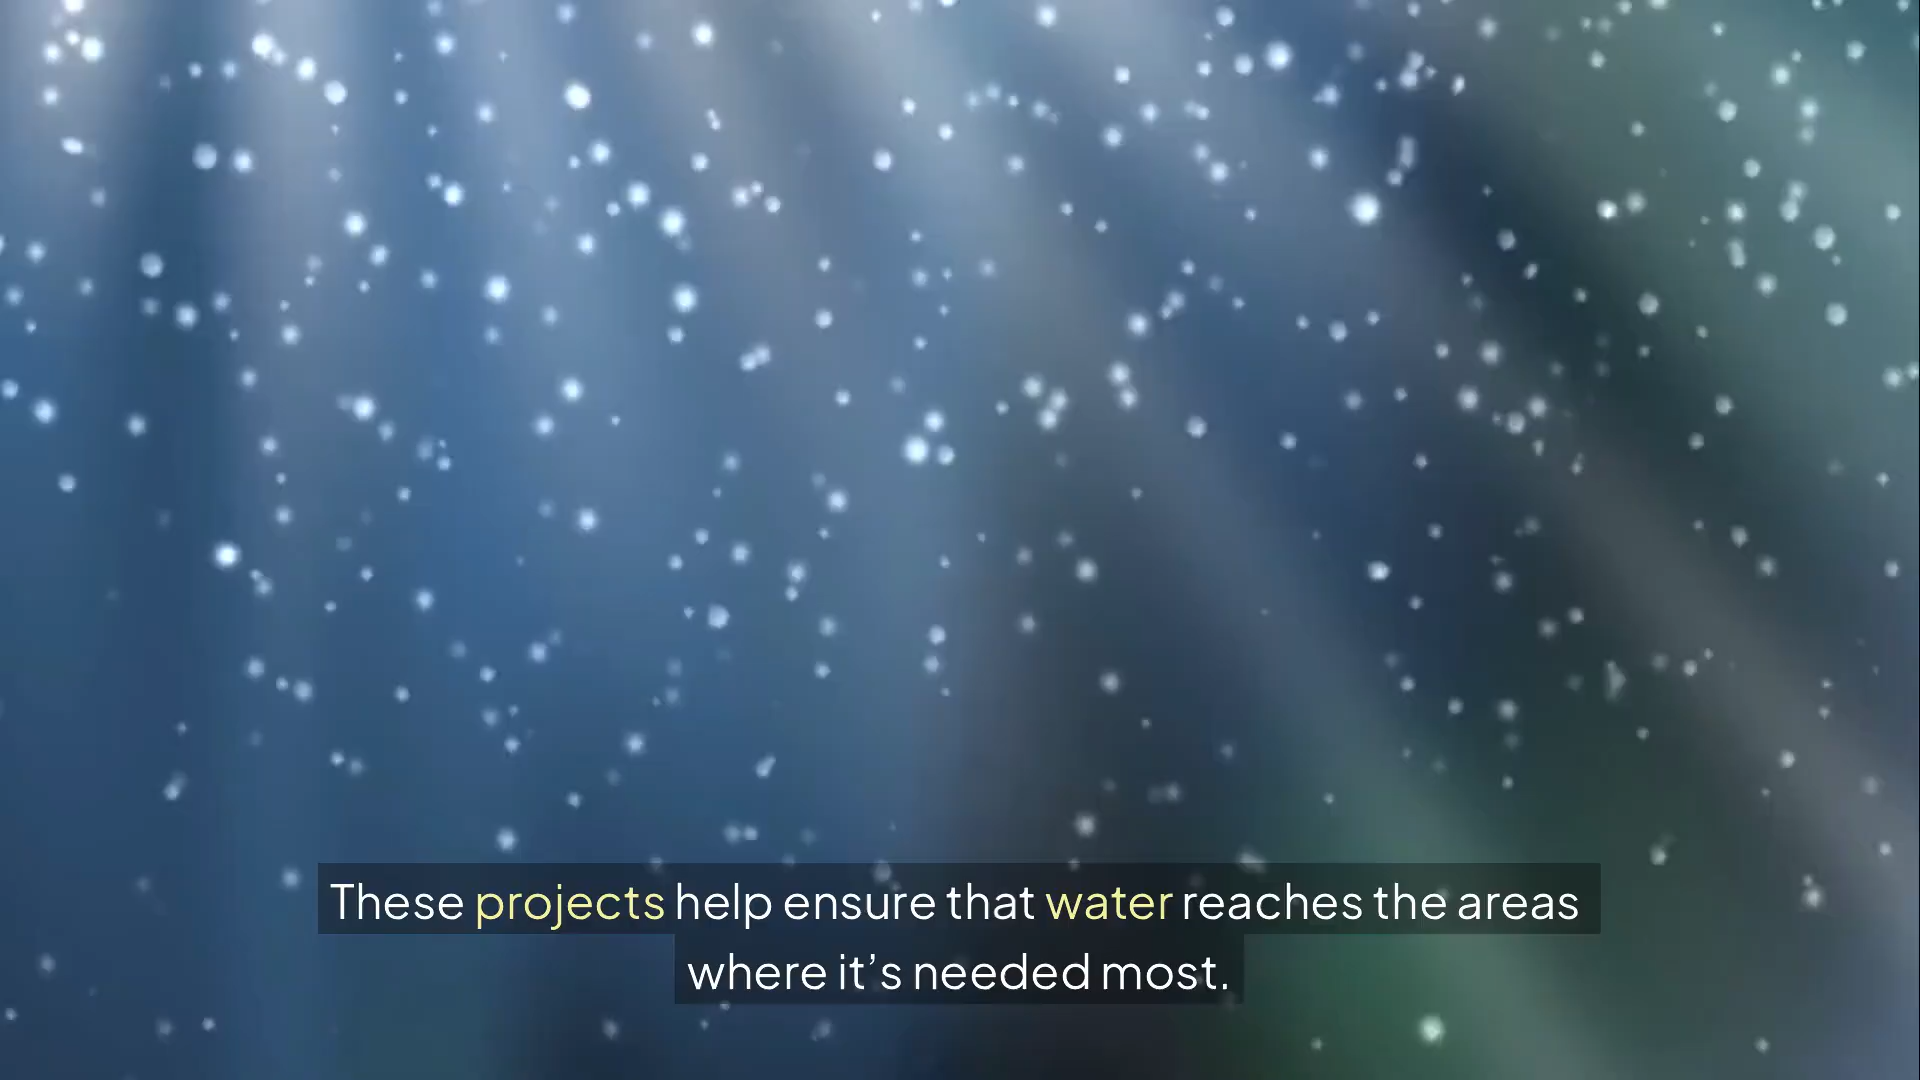 These projects help ensure that water reaches the areas
where it’s needed most.